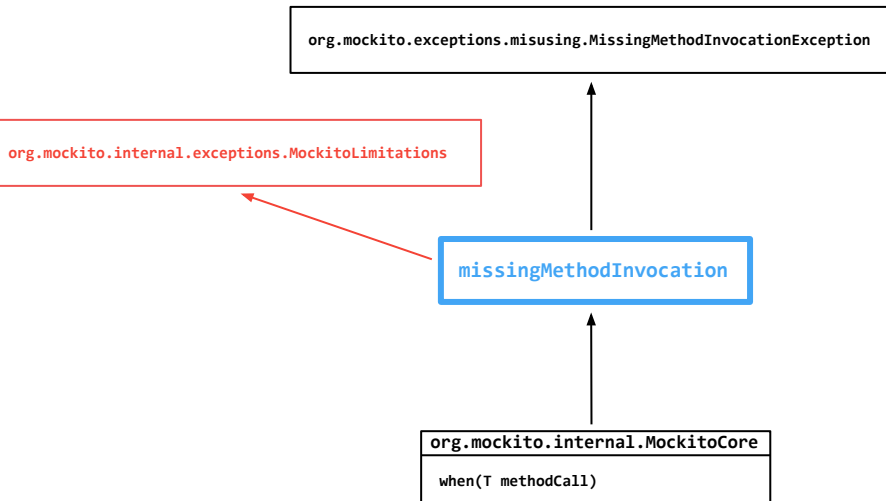 org.mockito.exceptions.misusing.MissingMethodInvocationException
org.mockito.internal.exceptions.MockitoLimitations
missingMethodInvocation
org.mockito.internal.MockitoCore
when(T methodCall)